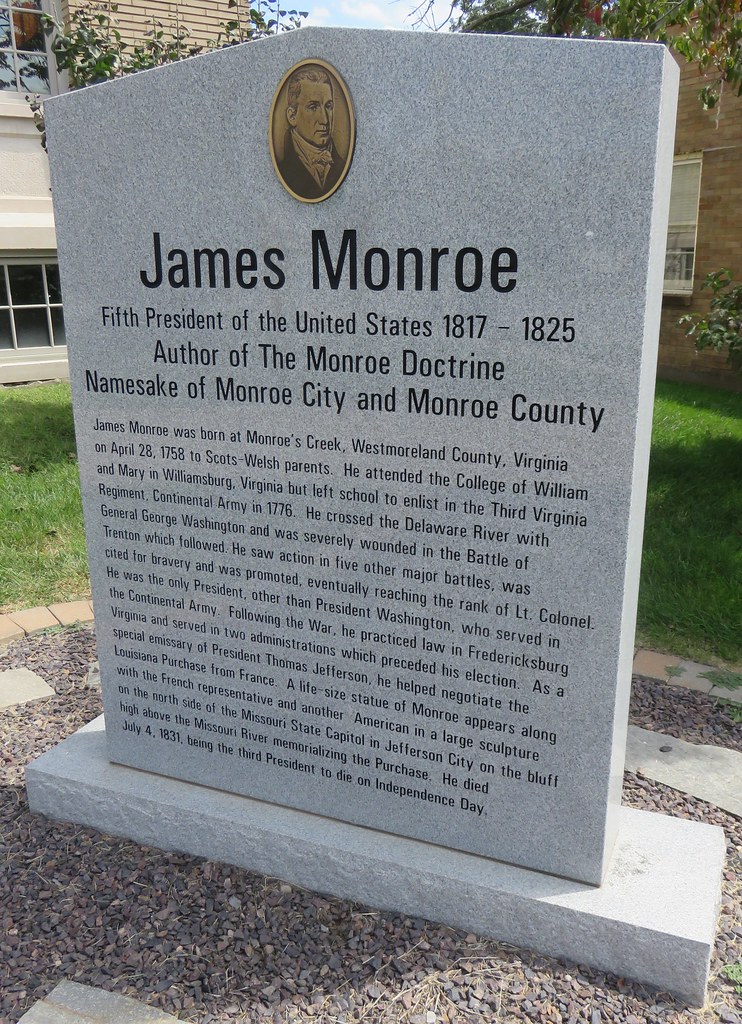 James Monroe
Fifth President of the United States 1817 - 1825
Author of The Monroe Doctrine
Namesake of Monroe City and Monroe County
James Monroe was born at Monroe's Creek, Westmoreland County, Virginia
on April 28, 1758 to Scots-Welsh parents. He attended the College of William
and Mary in Williamsburg, Virginia but left school to enlist in the Third Virginia
Regiment, Continental Army in 1776. He crossed the Delaware River with
General George Washington and was severely wounded in the Battle of
Trenton which followed. He saw action in five other major battles, was
cited for bravery and was promoted, eventually reaching the rank of Lt. Colonel.
He was the only President, other than President Washington, who served in
the Continental Army. Following the War, he practiced law in Fredericksburg
Virginia and served in two administrations which preceded his election. As a
special emissary of President Thomas Jefferson, he helped negotiate the
Louisiana Purchase from France. A life-size statue of Monroe appears along
with the French representative and another American in a large sculpture
on the north side of the Missouri State Capitol in Jefferson City on the bluff
high above the Missouri River memorializing the Purchase. He died
July 4, 1831, being the third President to die on Independence Day.